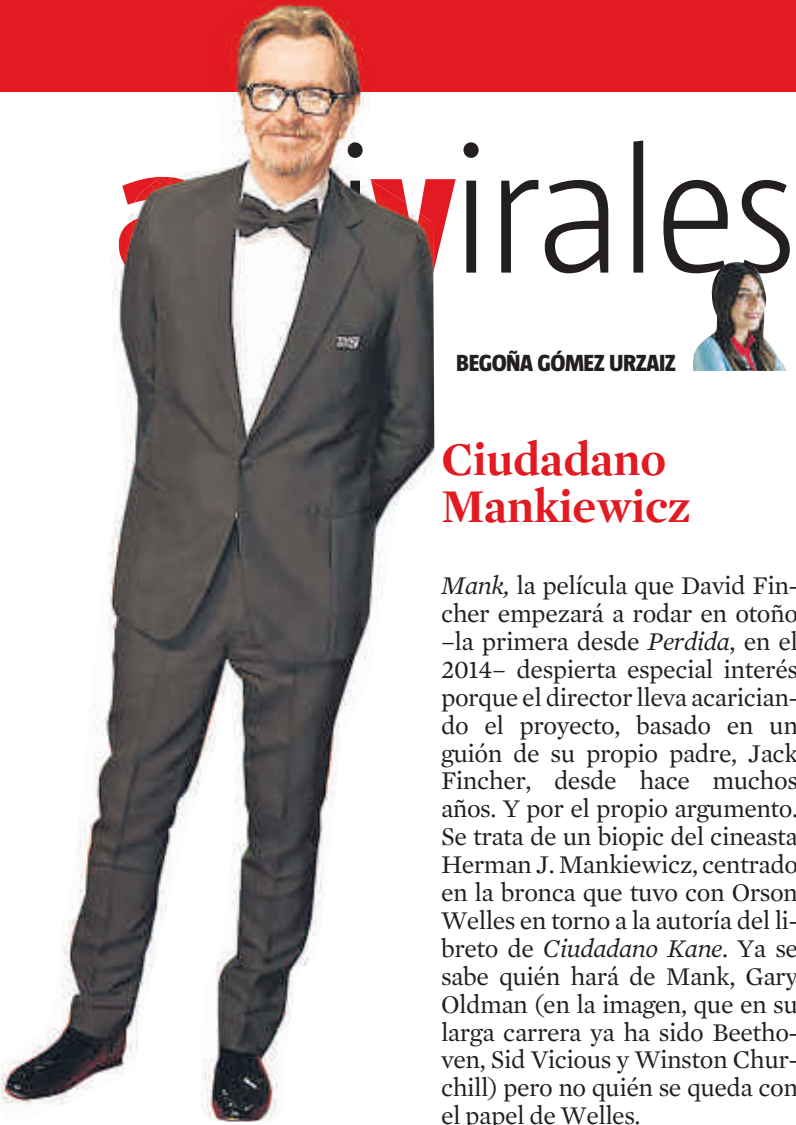 BEGOÑA GÓMEZ URZAIZ
Ciudadano
Mankiewicz
Mank, la película que David Fin-
cher empezará a rodar en otoño
–la primera desde Perdida, en el
2014– despierta especial interés
porque el director lleva acarician-
do el proyecto, basado en un
guión de su propio padre, Jack
Fincher, desde hace muchos
años. Y por el propio argumento.
Se trata de un biopic del cineasta
Herman J. Mankiewicz, centrado
en la bronca que tuvo con Orson
Welles en torno a la autoría del li-
breto de Ciudadano Kane. Ya se
sabe quién hará de Mank, Gary
Oldman (en la imagen, que en su
larga carrera ya ha sido Beetho-
ven, Sid Vicious y Winston Chur-
chill) pero no quién se queda con
el papel de Welles.